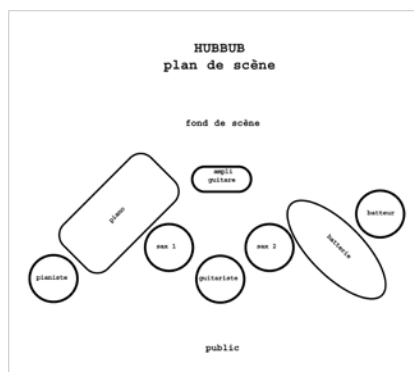 HUBBUB
plan de scène
fond de scène
ampli
guitare
piano
batteur
sax 1
sax 2
batterie
pianiste
guitariste
public